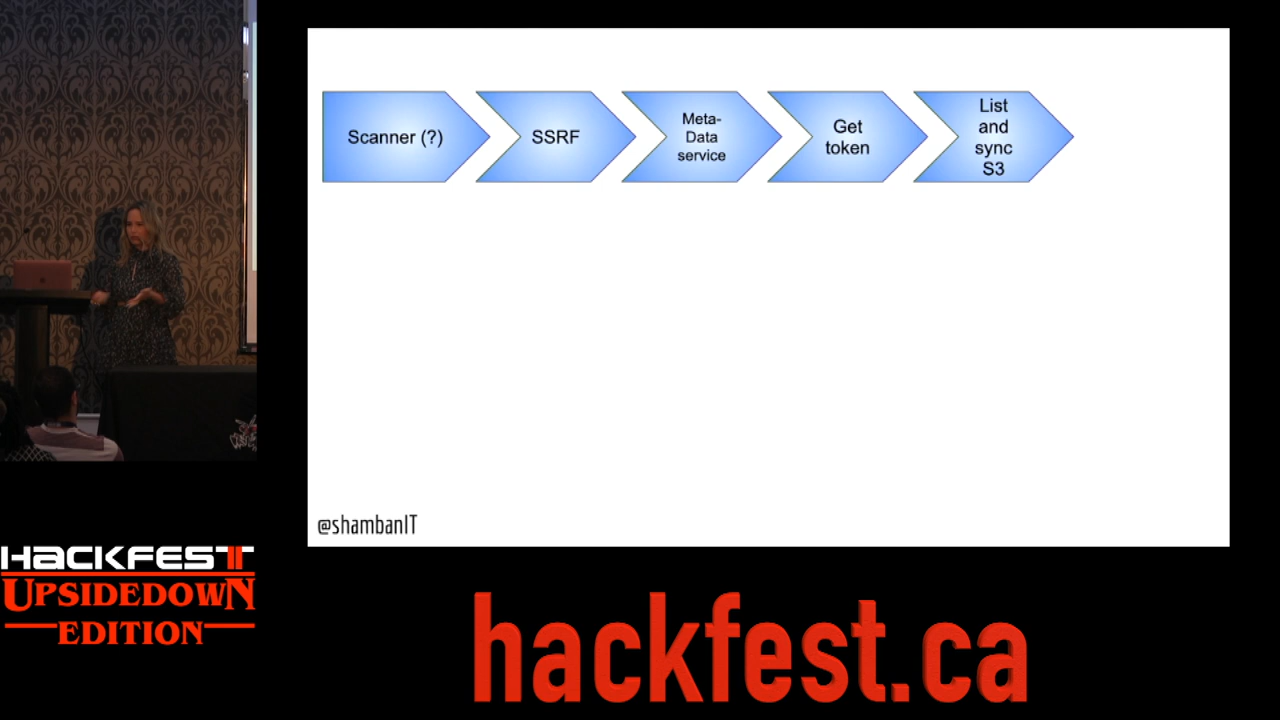 Scanner (?)
SSRF
Meta-
Data
service
Get
token
List
and
sync
S3
@shambanIT
HACKFEST
UPSIDEDOWN
EDITION
hackfest.ca